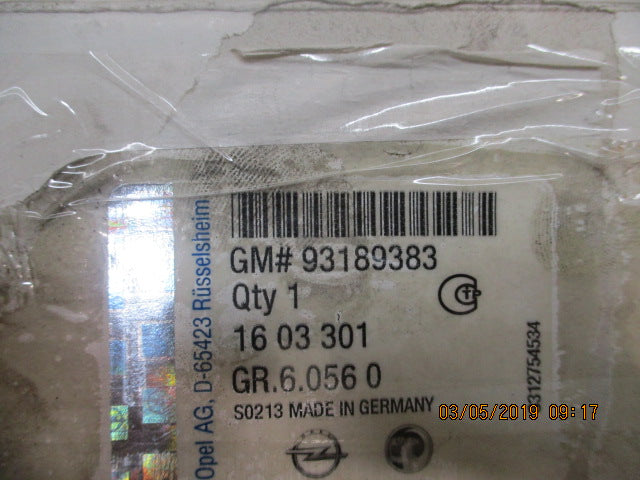 GM# 93189383
Qty 1
16 03 301
GR.6.056 0
S0213 MADE IN GERMANY
Opel AG, D-65423 Rüsselsheim
312754534
03/05/2019 09:17